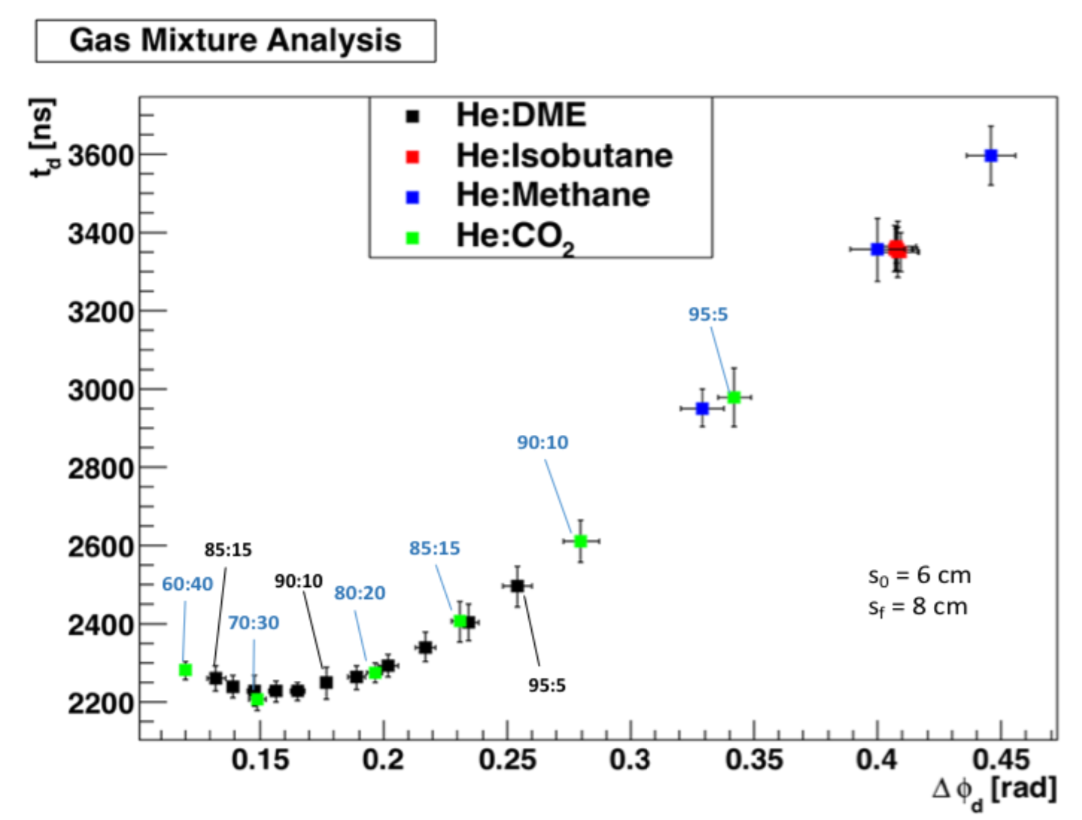 Gas Mixture Analysis
t_d [ns]
He:DME
He:Isobutane
He:Methane
He:CO₂
3600
3400
3200
3000
2800
2600
2400
2200
95:5
90:10
85:15
85:15
60:40
90:10
80:20
70:30
95:5
s₀ = 6 cm
s_f = 8 cm
0.15 0.2 0.25 0.3 0.35 0.4 0.45
Δ ϕ_d [rad]